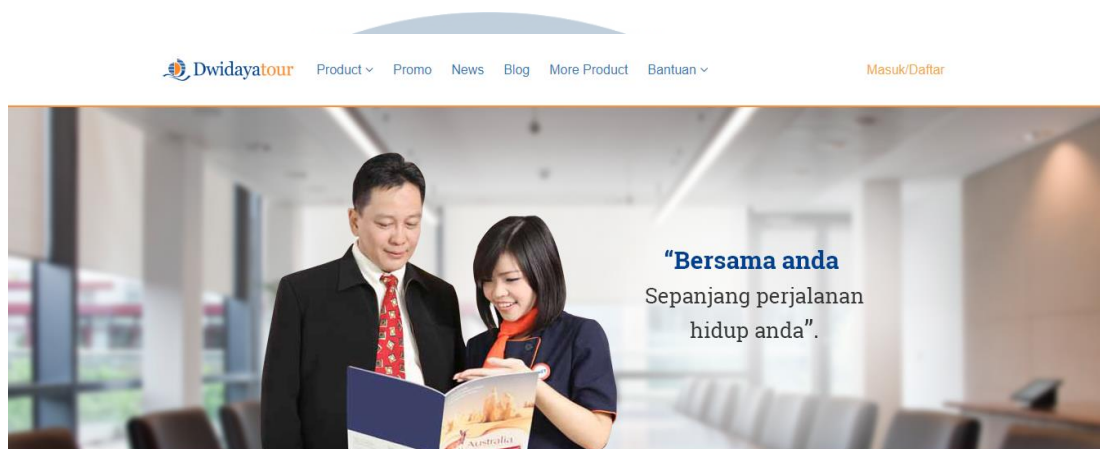 Dwidayatour Product Promo News Blog More Product Bantuan Masuk/Daftar
“Bersama anda
Sepanjang perjalanan
hidup anda”.
Australia